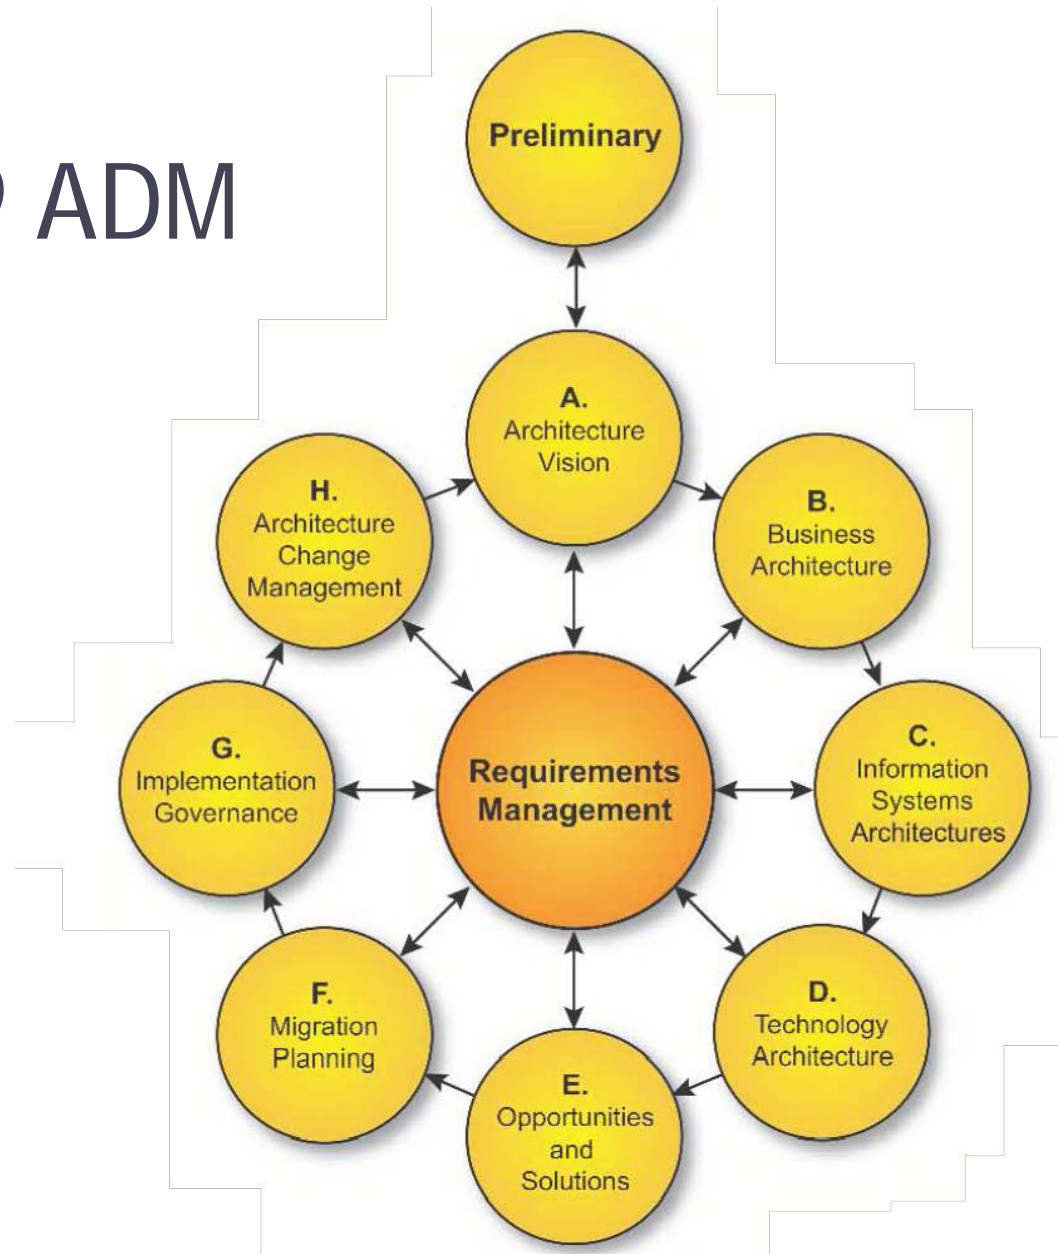 ADM
Preliminary
A.
Architecture
Vision
B.
Business
Architecture
C.
Information
Systems
Architectures
D.
Technology
Architecture
E.
Opportunities
and
Solutions
F.
Migration
Planning
G.
Implementation
Governance
H.
Architecture
Change
Management
Requirements
Management